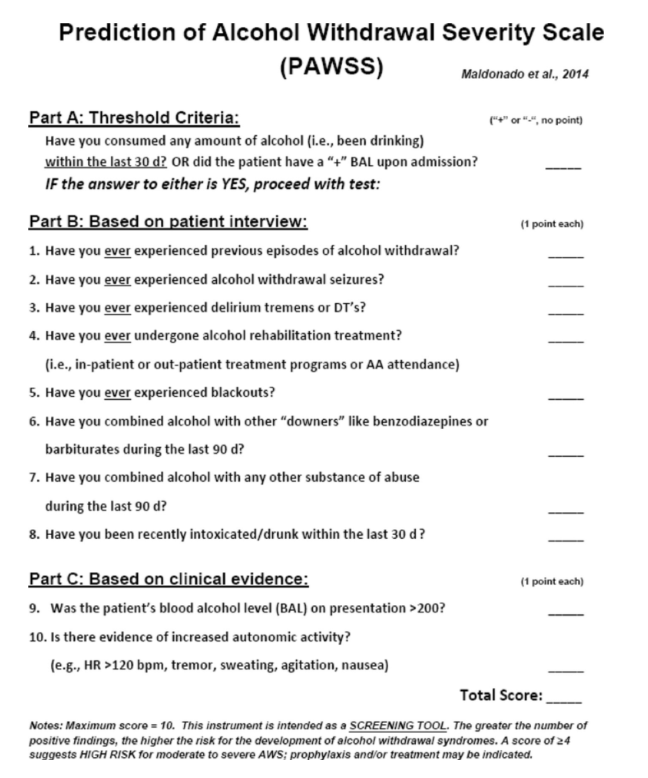 Prediction of Alcohol Withdrawal Severity Scale
(PAWSS)
Maldonado et al., 2014
Part A: Threshold Criteria:
("+" or "-", no point)
Have you consumed any amount of alcohol (i.e., been drinking)
within the last 30 d? OR did the patient have a "+" BAL upon admission? _____
IF the answer to either is YES, proceed with test:
Part B: Based on patient interview:
(1 point each)
1. Have you ever experienced previous episodes of alcohol withdrawal? _____
2. Have you ever experienced alcohol withdrawal seizures? _____
3. Have you ever experienced delirium tremens or DT's? _____
4. Have you ever undergone alcohol rehabilitation treatment? _____
(i.e., in-patient or out-patient treatment programs or AA attendance)
5. Have you ever experienced blackouts? _____
6. Have you combined alcohol with other "downers" like benzodiazepines or
barbiturates during the last 90 d? _____
7. Have you combined alcohol with any other substance of abuse
during the last 90 d? _____
8. Have you been recently intoxicated/drunk within the last 30 d? _____
Part C: Based on clinical evidence:
(1 point each)
9. Was the patient's blood alcohol level (BAL) on presentation >200? _____
10. Is there evidence of increased autonomic activity?
(e.g., HR >120 bpm, tremor, sweating, agitation, nausea) _____
Total Score: _____
Notes: Maximum score = 10. This instrument is intended as a SCREENING TOOL. The greater the number of
positive findings, the higher the risk for the development of alcohol withdrawal syndromes. A score of ≥4
suggests HIGH RISK for moderate to severe AWS; prophylaxis and/or treatment may be indicated.